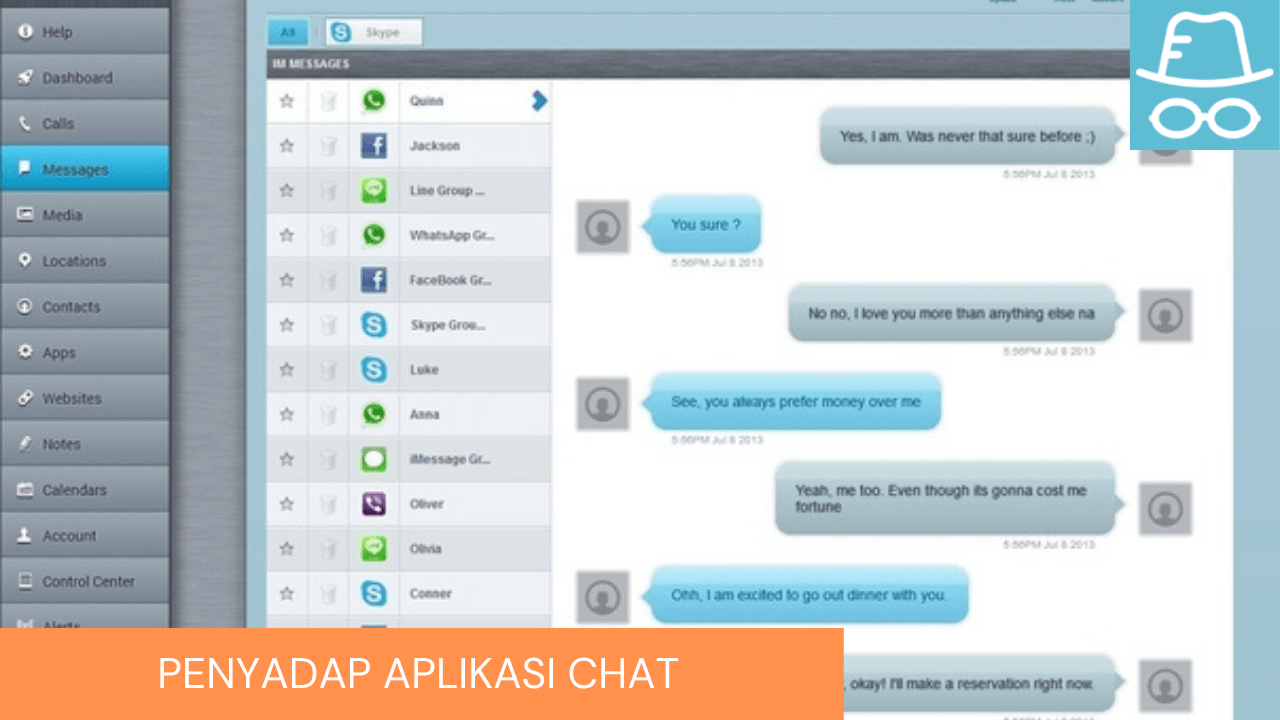 Help
Dashboard
Calls
Messages
Media
Locations
Contacts
Apps
Websites
Notes
Calendars
Account
Control Center
Alerts
All
Skype
IM MESSAGES
Quinn
Jackson
Line Group ...
WhatsApp Gr...
FaceBook Gr...
Skype Grou...
Luke
Anna
iMessage Gr...
Oliver
Olivia
Conner
Yes, I am. Was never that sure before ;)
5:56PM Jul 8 2013
You sure ?
5:56PM Jul 8 2013
No no, I love you more than anything else na
5:56PM Jul 8 2013
See, you always prefer money over me
5:56PM Jul 8 2013
Yeah, me too. Even though its gonna cost me
fortune
5:56PM Jul 8 2013
Ohh, I am excited to go out dinner with you.
, okay! I'll make a reservation right now.
PENYADAP APLIKASI CHAT